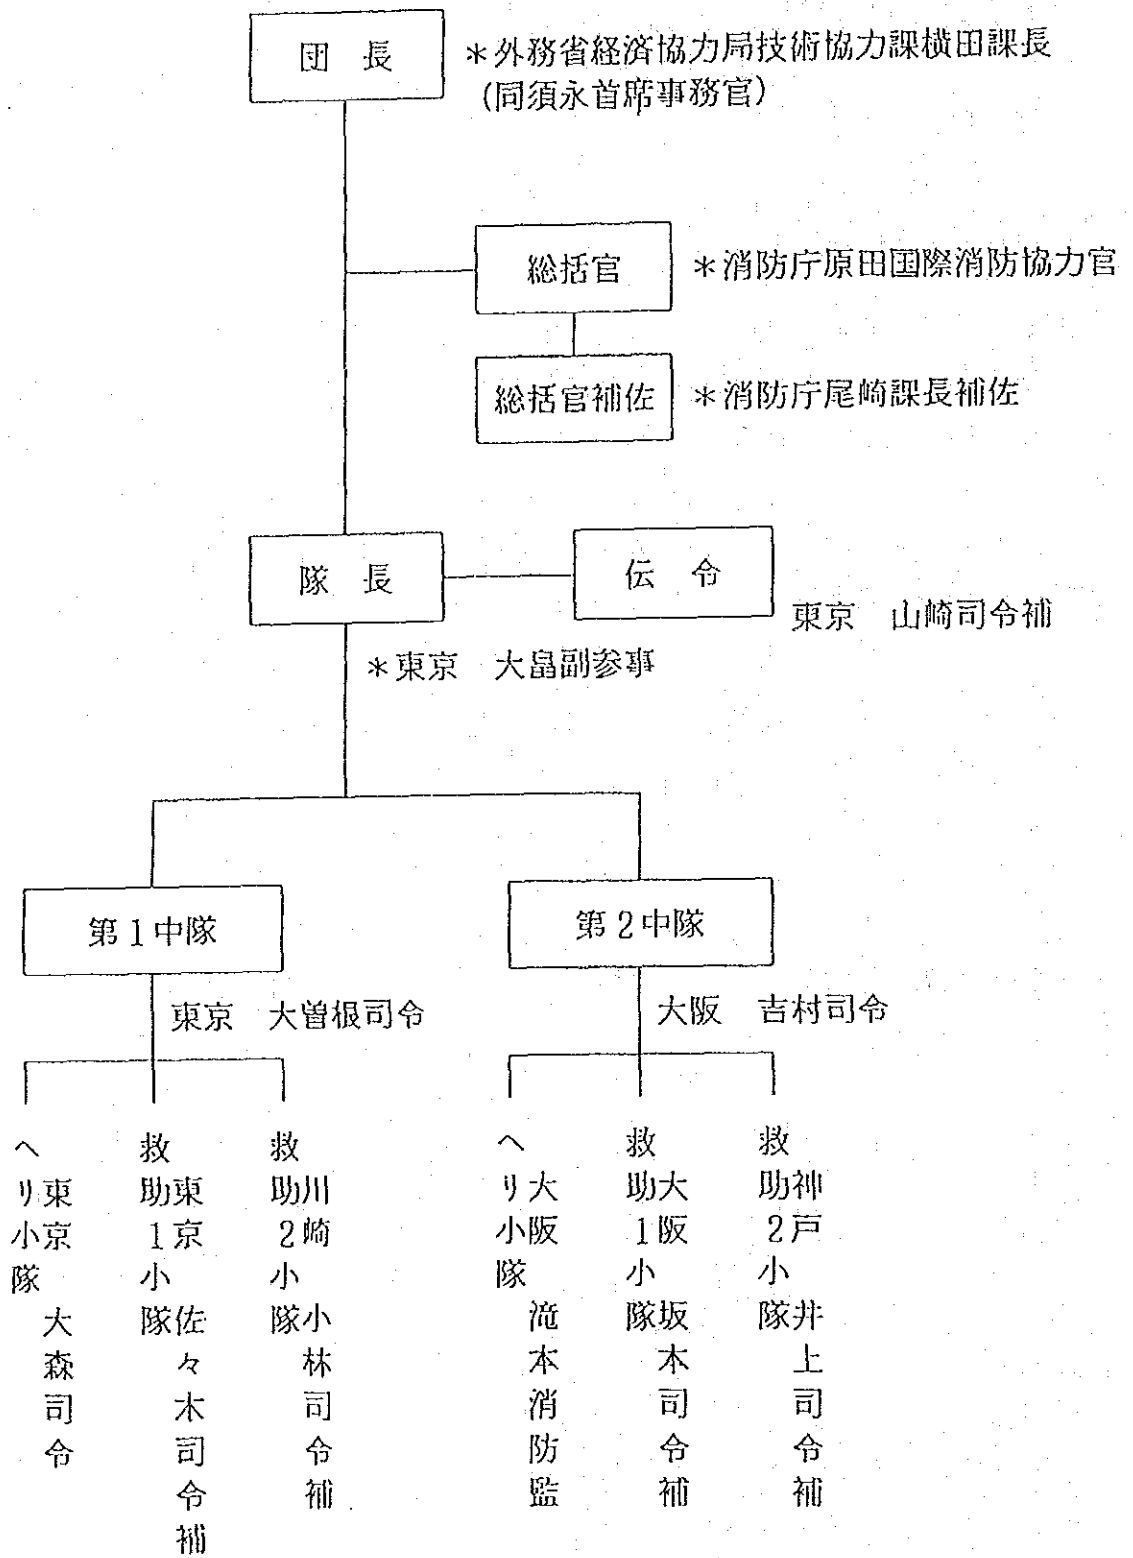 団 長
＊外務省経済協力局技術協力課横田課長
(同須永首席事務官)
総括官
＊消防庁原田国際消防協力官
総括官補佐
＊消防庁尾崎課長補佐
隊 長
伝 令
東京 山崎司令補
＊東京 大畠副参事
第1中隊
第2中隊
東京 大曽根司令
大阪 吉村司令
ヘリ小隊
東京 大森司令
救助1小隊
東京 佐々木司令補
救助2小隊
川崎 小林司令補
ヘリ小隊
大阪 滝本消防監
救助1小隊
大阪 坂本司令補
救助2小隊
神戸 井上司令補